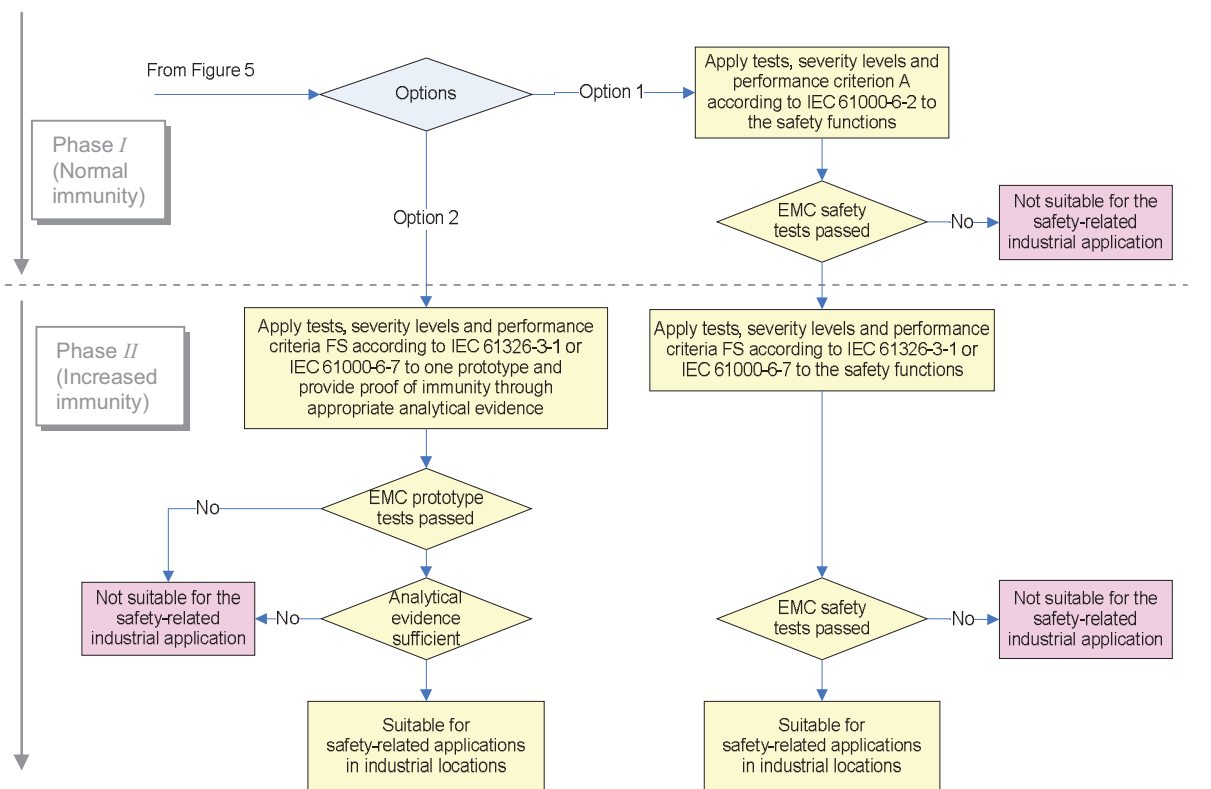 From Figure 5
Options
Option 1
Apply tests, severity levels and
performance criterion A
according to IEC 61000-6-2 to
the safety functions
Phase I
(Normal
immunity)
Option 2
EMC safety
tests passed
No
Not suitable for the
safety-related
industrial application
Phase II
(Increased
immunity)
Apply tests, severity levels and performance
criteria FS according to IEC 61326-3-1 or
IEC 61000-6-7 to one prototype and
provide proof of immunity through
appropriate analytical evidence
Apply tests, severity levels and performance
criteria FS according to IEC 61326-3-1 or
IEC 61000-6-7 to the safety functions
EMC prototype
tests passed
No
Not suitable for the
safety-related
industrial application
No
Analytical
evidence
sufficient
EMC safety
tests passed
No
Not suitable for the
safety-related
industrial application
Suitable for
safety-related applications
in industrial locations
Suitable for
safety-related applications
in industrial locations